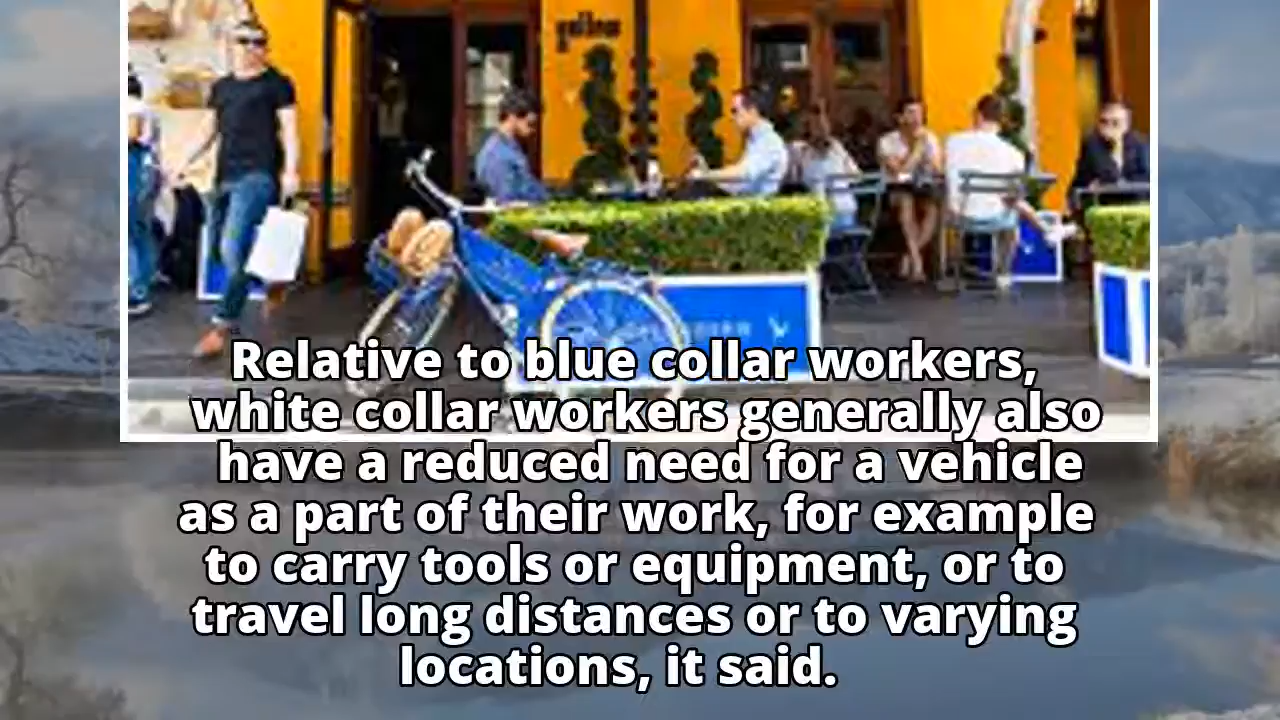 Relative to blue collar workers,
white collar workers generally also
have a reduced need for a vehicle
as a part of their work, for example
to carry tools or equipment, or to
travel long distances or to varying
locations, it said.